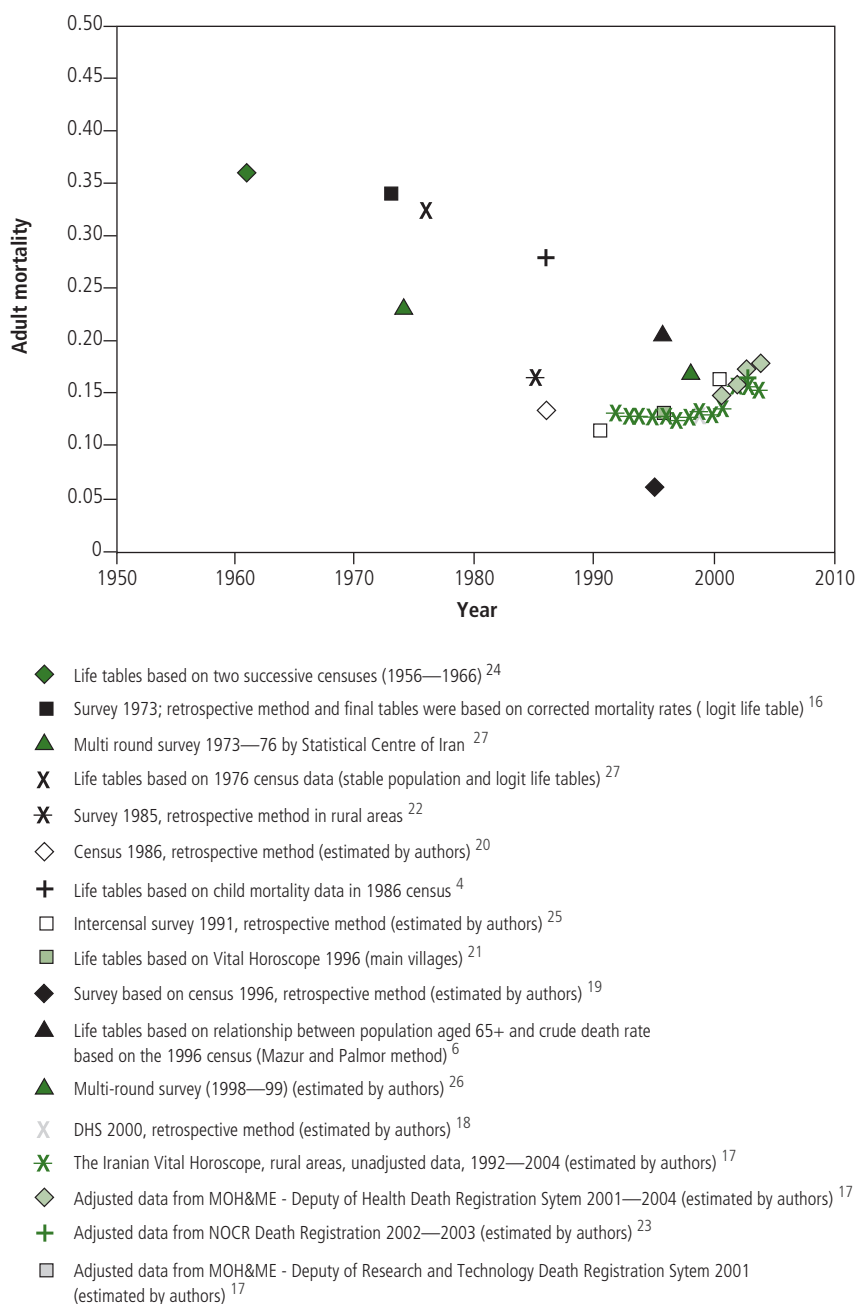 0.50
0.45
0.40
0.35
0.30
0.25
0.20
0.15
0.10
0.05
0
Adult mortality
1950 1960 1970 1980 1990 2000 2010
Year
Life tables based on two successive censuses (1956—1966) 24
Survey 1973; retrospective method and final tables were based on corrected mortality rates ( logit life table) 16
Multi round survey 1973—76 by Statistical Centre of Iran 27
Life tables based on 1976 census data (stable population and logit life tables) 27
Survey 1985, retrospective method in rural areas 22
Census 1986, retrospective method (estimated by authors) 20
Life tables based on child mortality data in 1986 census 4
Intercensal survey 1991, retrospective method (estimated by authors) 25
Life tables based on Vital Horoscope 1996 (main villages) 21
Survey based on census 1996, retrospective method (estimated by authors) 19
Life tables based on relationship between population aged 65+ and crude death rate
based on the 1996 census (Mazur and Palmor method) 6
Multi-round survey (1998—99) (estimated by authors) 26
DHS 2000, retrospective method (estimated by authors) 18
The Iranian Vital Horoscope, rural areas, unadjusted data, 1992—2004 (estimated by authors) 17
Adjusted data from MOH&ME - Deputy of Health Death Registration Sytem 2001—2004 (estimated by authors) 17
Adjusted data from NOCR Death Registration 2002—2003 (estimated by authors) 23
Adjusted data from MOH&ME - Deputy of Research and Technology Death Registration Sytem 2001
(estimated by authors) 17